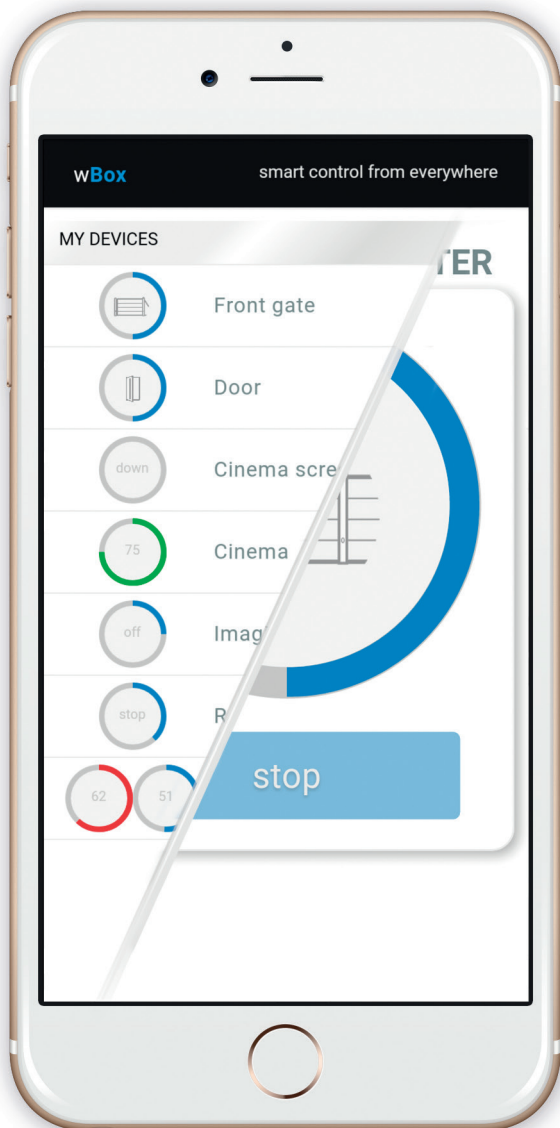 wBox
smart control from everywhere
MY DEVICES
TER
Front gate
Door
down
Cinema scre
75
Cinema
off
Imag
stop
R
stop
62
51